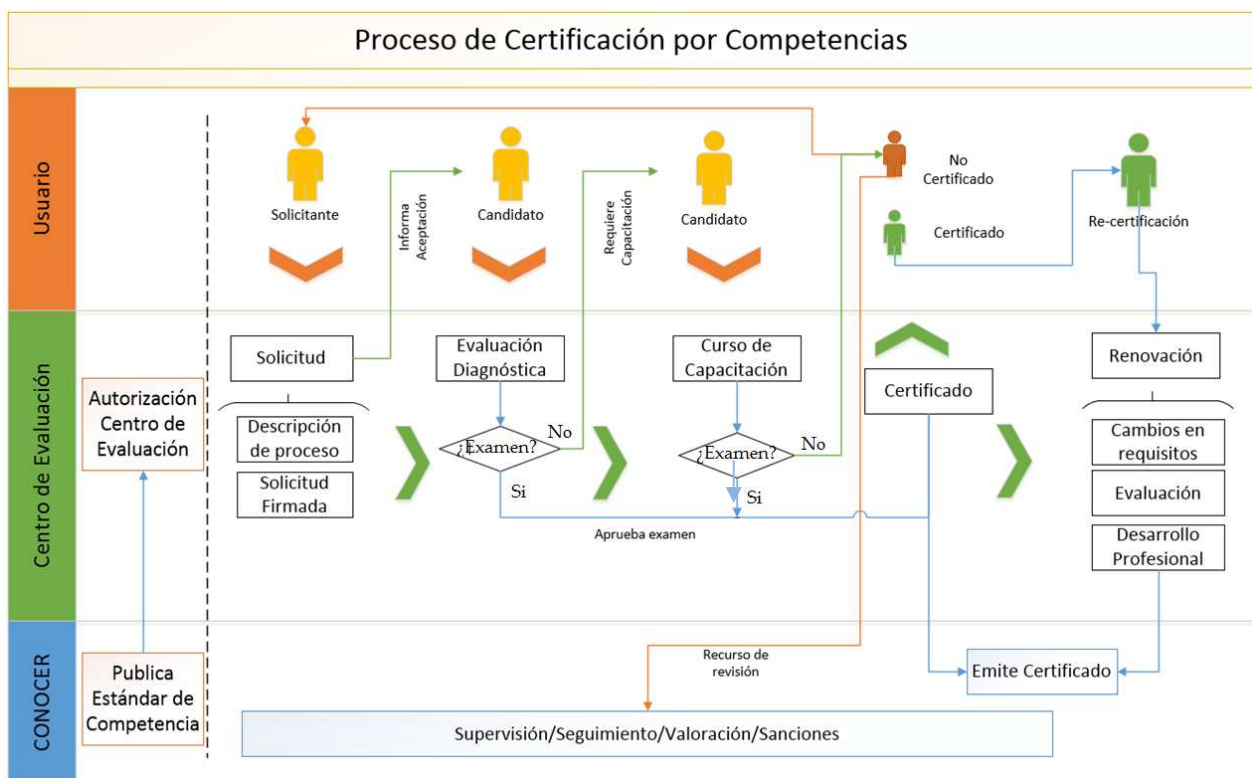 Proceso de Certificación por Competencias
Usuario
Solicitante
Informa
Aceptación
Candidato
Requiere
Capacitación
Candidato
No
Certificado
Certificado
Re-certificación
Centro de Evaluación
Autorización
Centro de
Evaluación
Solicitud
Descripción
de proceso
Solicitud
Firmada
Evaluación
Diagnóstica
¿Examen?
No
Si
Curso de
Capacitación
¿Examen?
No
Si
Aprueba examen
Certificado
Renovación
Cambios en
requisitos
Evaluación
Desarrollo
Profesional
CONOCER
Publica
Estándar de
Competencia
Recurso de
revisión
Emite Certificado
Supervisión/Seguimiento/Valoración/Sanciones